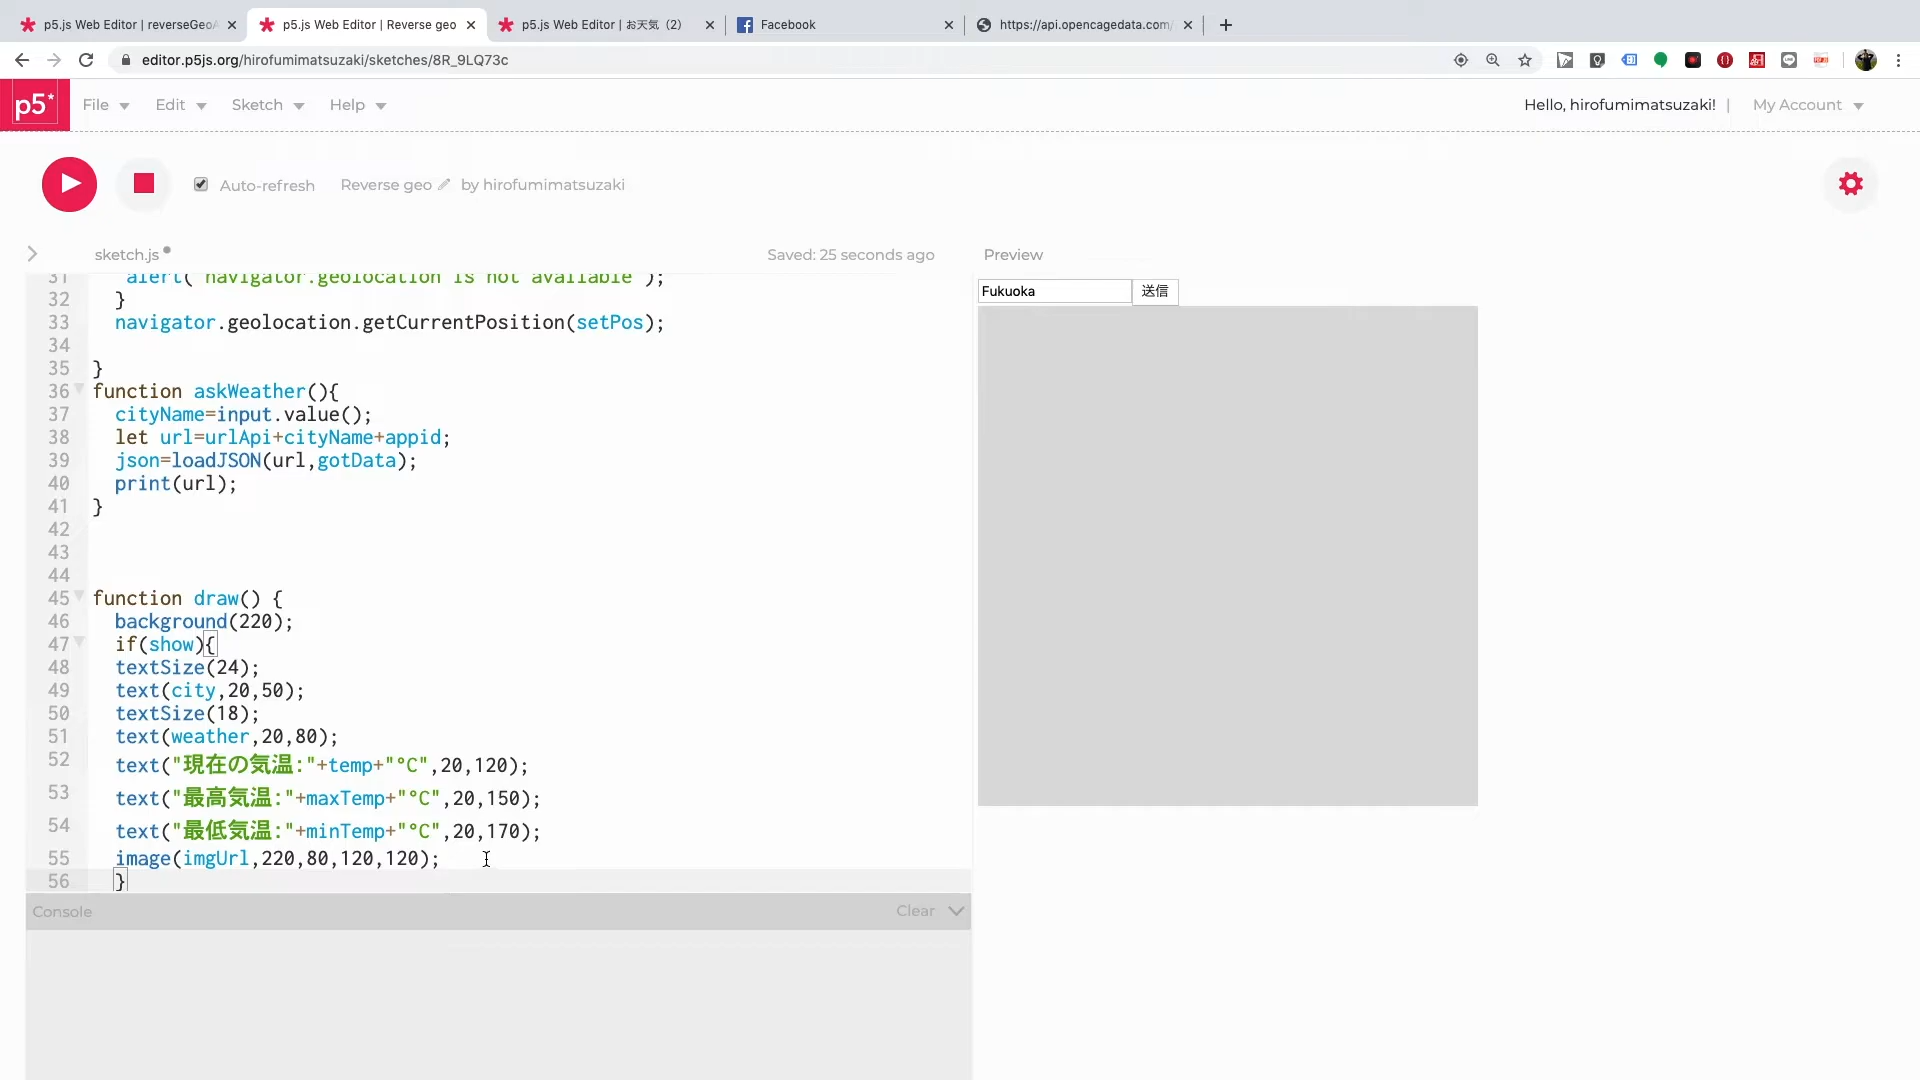 p5.js Web Editor | reverseGeoA
p5.js Web Editor | Reverse geo
p5.js Web Editor | お天気 (2)
Facebook
https://api.opencagedata.com/
editor.p5js.org/hirofumimatsuzaki/sketches/8R_9LQ73c
p5*
File
Edit
Sketch
Help
Hello, hirofumimatsuzaki! |
My Account
Auto-refresh
Reverse geo
by hirofumimatsuzaki
sketch.js
Saved: 25 seconds ago
Preview
Fukuoka
送信
31 alert("navigator.geolocation is not available");
32 }
33 navigator.geolocation.getCurrentPosition(setPos);
34
35 }
36 function askWeather(){
37 cityName=input.value();
38 let url=urlApi+cityName+appid;
39 json=loadJSON(url,gotData);
40 print(url);
41 }
42
43
44
45 function draw() {
46 background(220);
47 if(show){
48 textSize(24);
49 text(city,20,50);
50 textSize(18);
51 text(weather,20,80);
52 text("現在の気温:"+temp+"°C",20,120);
53 text("最高気温:"+maxTemp+"°C",20,150);
54 text("最低気温:"+minTemp+"°C",20,170);
55 image(imgUrl,220,80,120,120);
56 }
Console
Clear